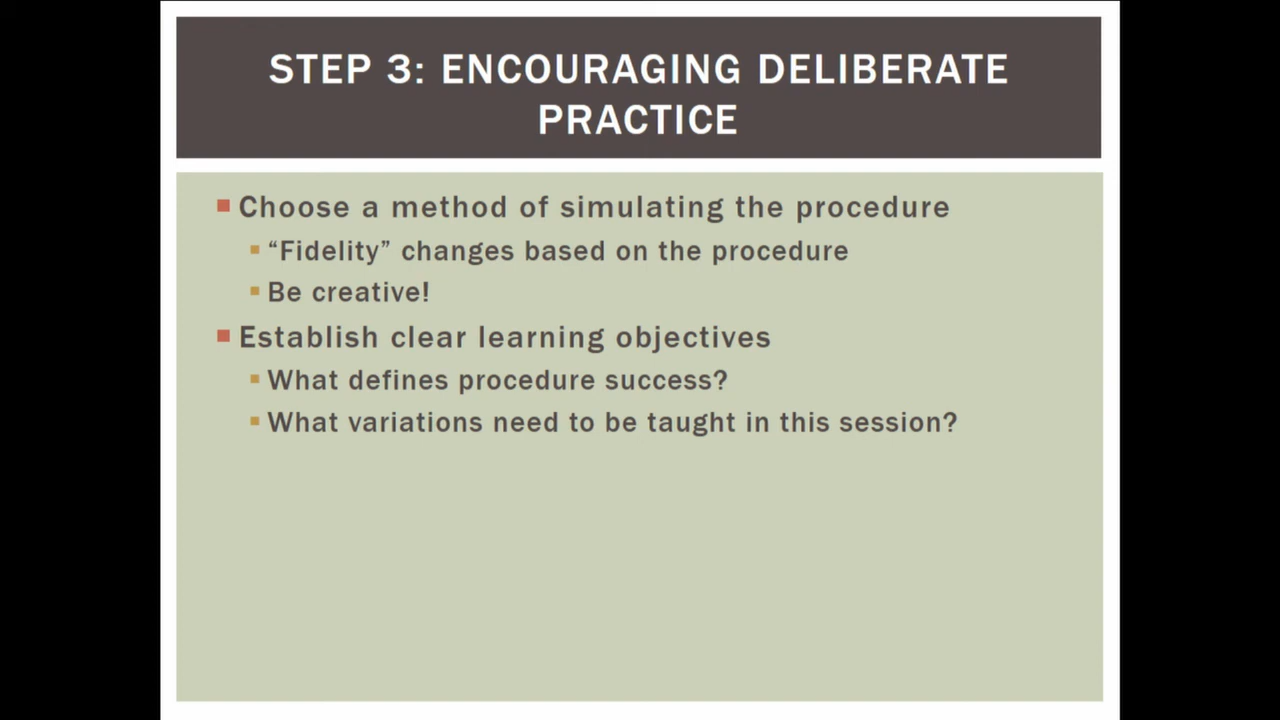 STEP 3: ENCOURAGING DELIBERATE
PRACTICE
Choose a method of simulating the procedure
“Fidelity” changes based on the procedure
Be creative!
Establish clear learning objectives
What defines procedure success?
What variations need to be taught in this session?